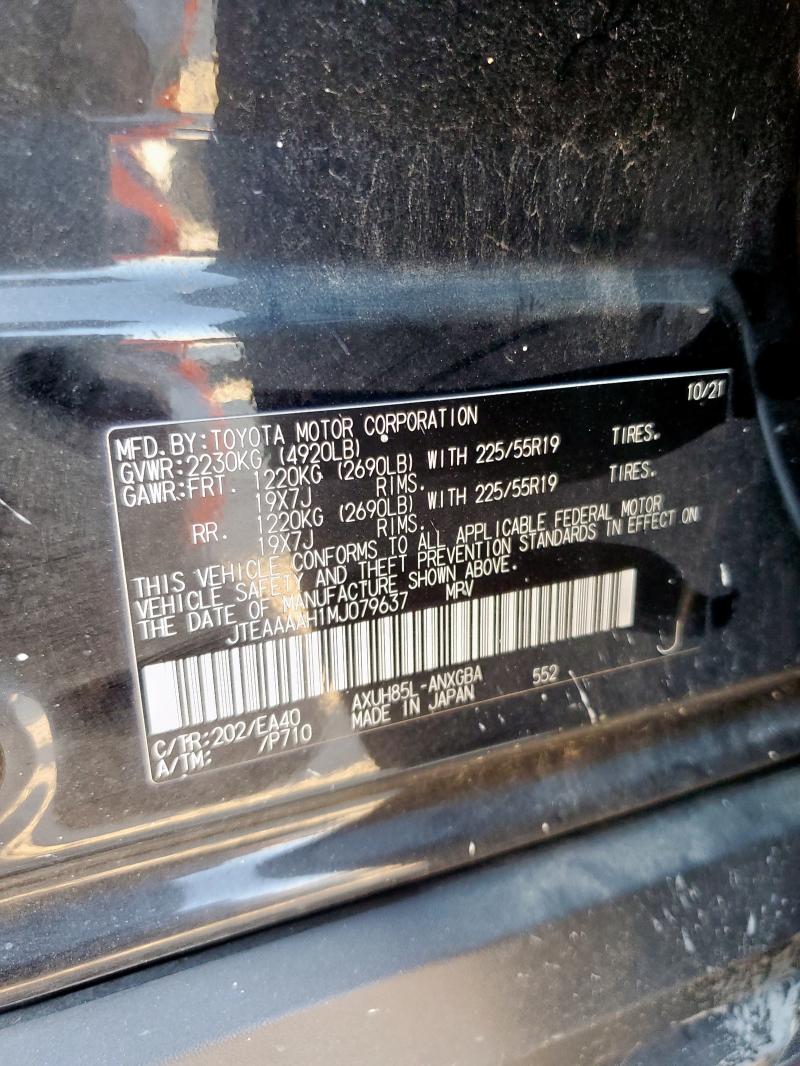 10/21
MFD.BY:TOYOTA MOTOR CORPORATION
GVWR:2230KG (4920LB)
GAWR:FRT. 1220KG (2690LB) WITH 225/55R19 TIRES.
19X7J RIMS.
RR. 1220KG (2690LB) WITH 225/55R19 TIRES.
19X7J RIMS.
THIS VEHICLE CONFORMS TO ALL APPLICABLE FEDERAL MOTOR
VEHICLE SAFETY AND THEFT PREVENTION STANDARDS IN EFFECT ON
THE DATE OF MANUFACTURE SHOWN ABOVE.
JTEAAAAH1MJ079637 MPV
C/TR:202/EA40 AXUH85L-ANXGBA 552
A/TM: /P710 MADE IN JAPAN